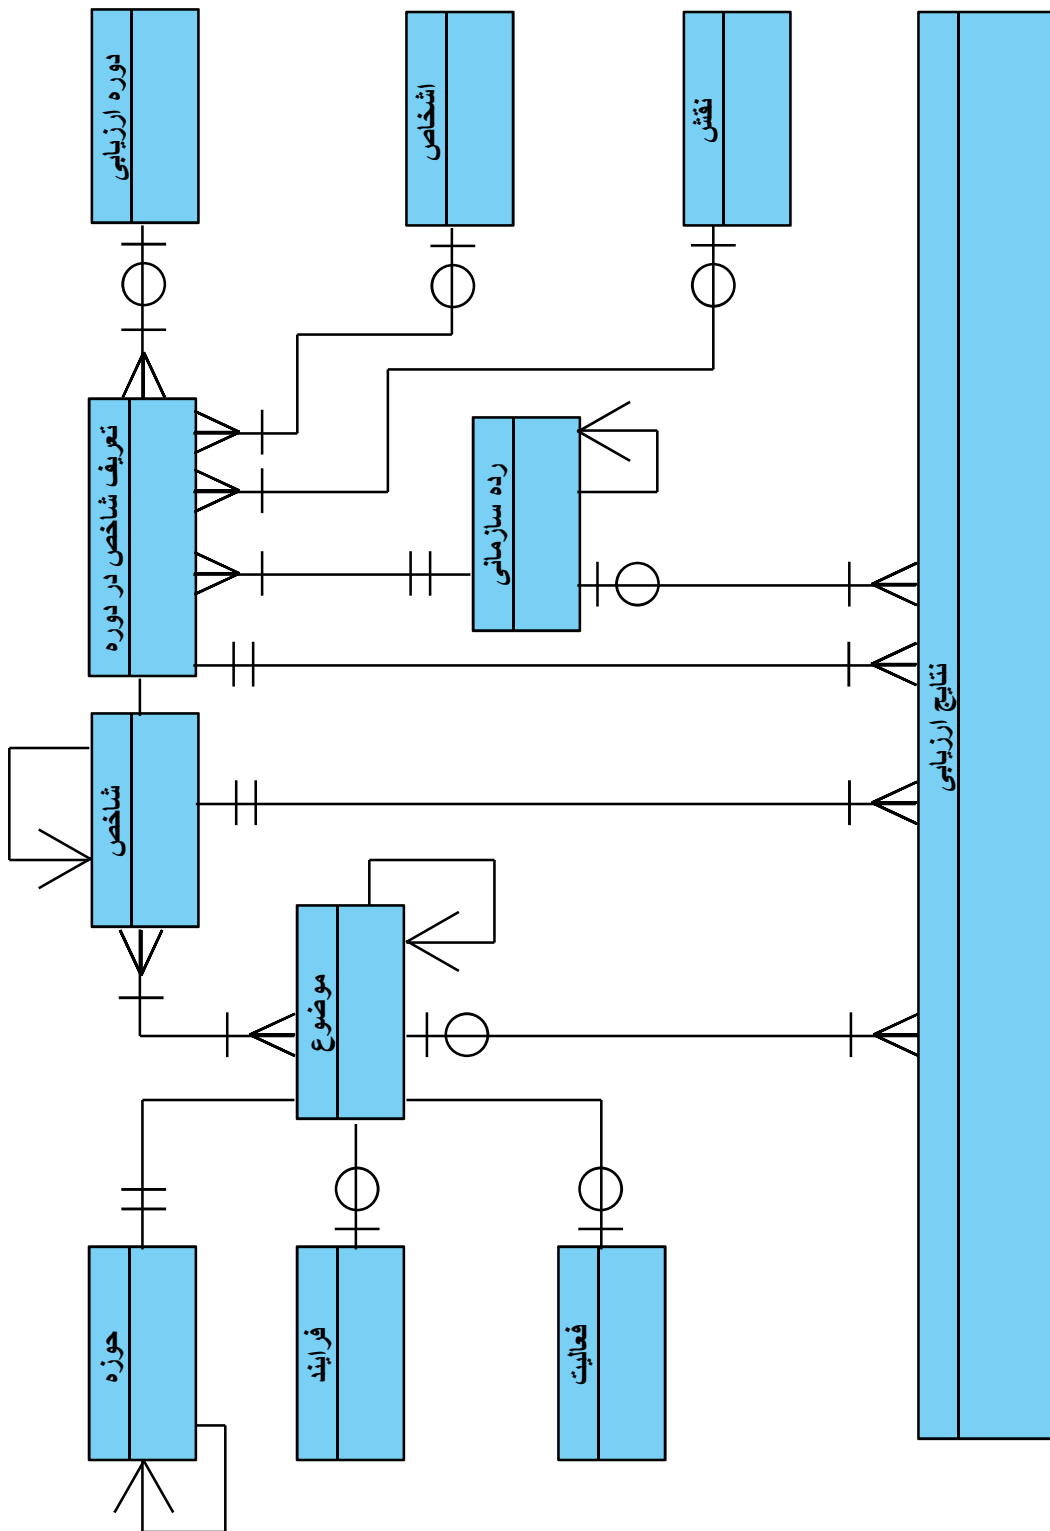 دوره ارزیابی
اشخاص
نقش
تعریف شاخص در دوره
رده سازمانی
نتایج ارزیابی
شاخص
موضوع
حوزه
فرایند
فعالیت